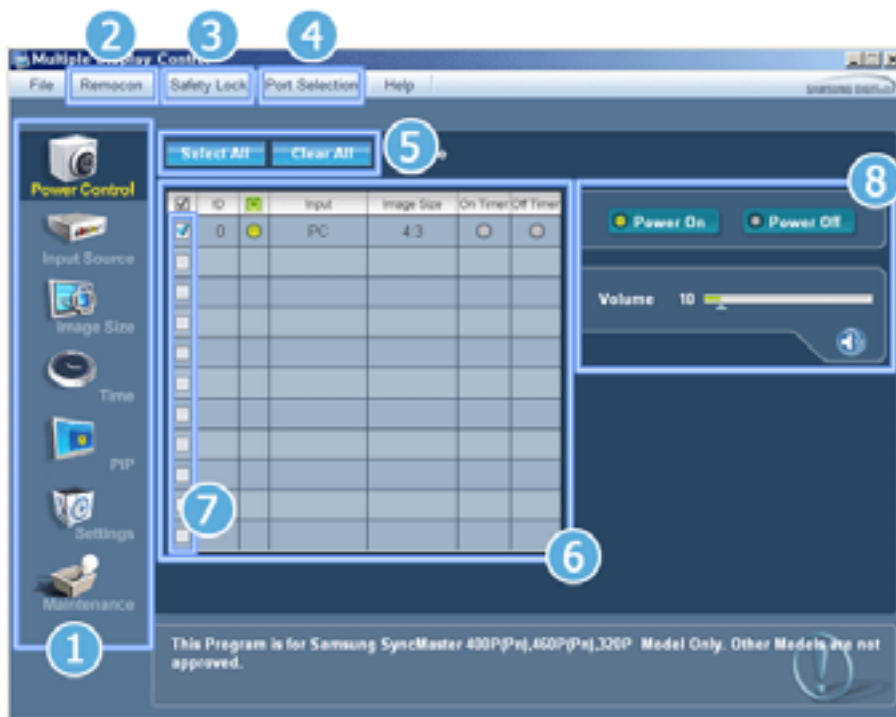 2 3 4
Multiple Display Control
File Remocon Safety Lock Port Selection Help
SAMSUNG DIGITall
Select All Clear All 5
8
Power Control
Input Source
Image Size
Time
PIP
Settings
Maintenance
1
ID Input Image Size On Timer Off Timer
0 PC 4:3
7
6
Power On Power Off
Volume 10
This Program is for Samsung SyncMaster 400P(Pn),460P(Pn),320P Model Only. Other Models are not
approved.